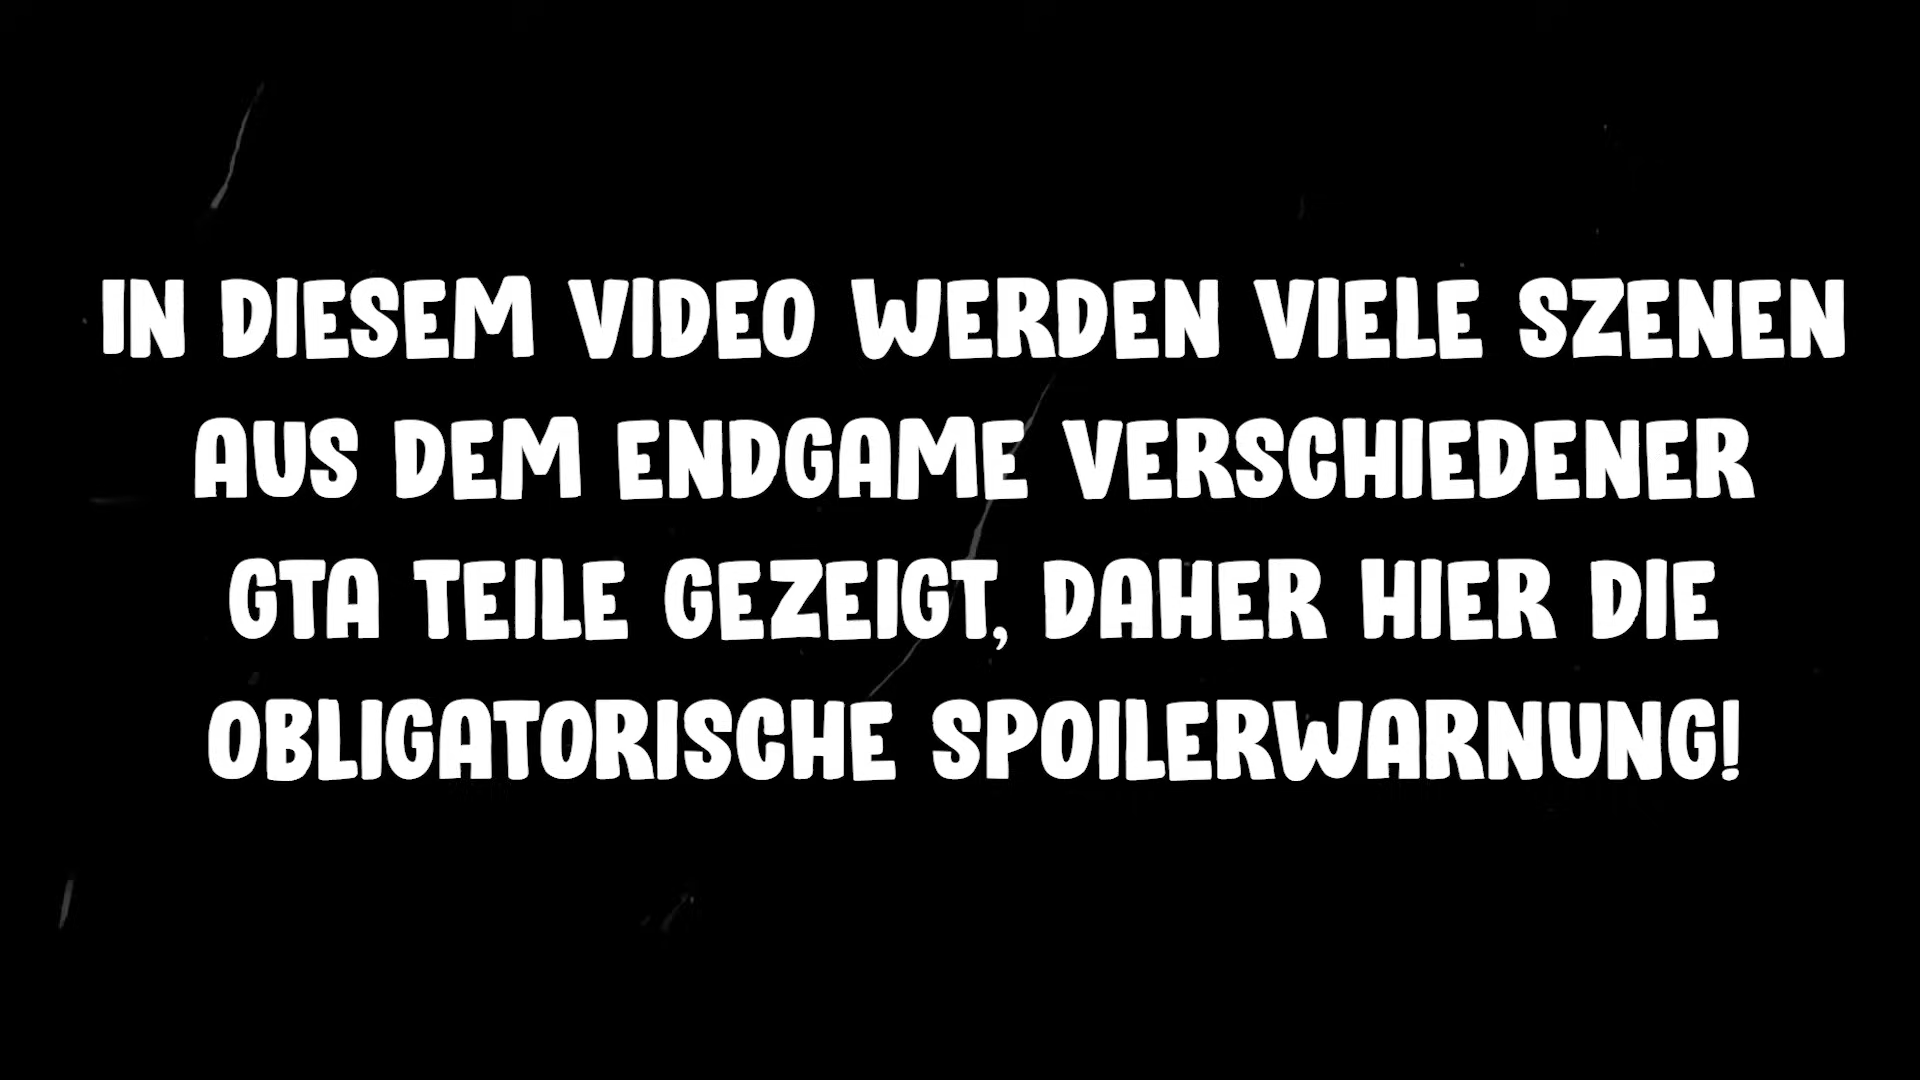 IN DIESEM VIDEO WERDEN VIELE SZENEN
AUS DEM ENDGAME VERSCHIEDENER
GTA TEILE GEZEIGT, DAHER HIER DIE
OBLIGATORISCHE SPOILERWARNUNG!